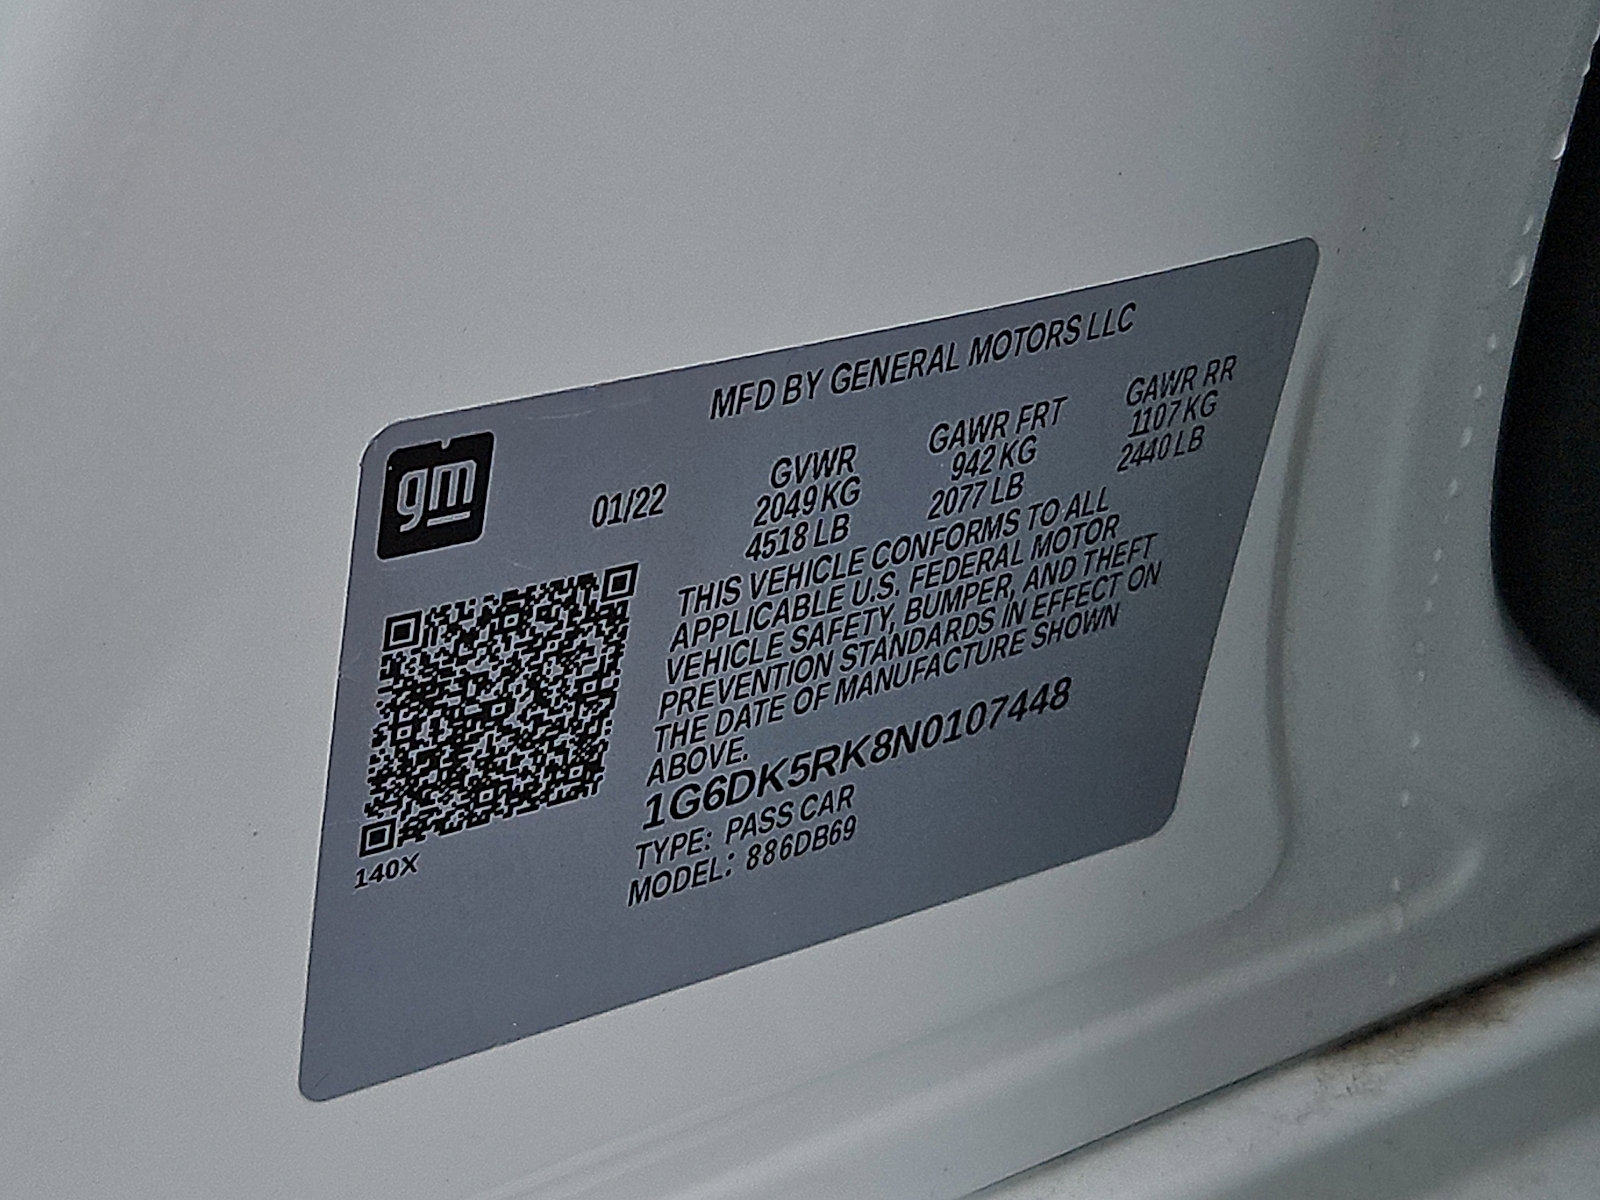 MFD BY GENERAL MOTORS LLC
gm
01/22
GVWR GAWR FRT GAWR RR
2049 KG 942 KG 1107 KG
4518 LB 2077 LB 2440 LB
THIS VEHICLE CONFORMS TO ALL
APPLICABLE U.S. FEDERAL MOTOR
VEHICLE SAFETY, BUMPER, AND THEFT
PREVENTION STANDARDS IN EFFECT ON
THE DATE OF MANUFACTURE SHOWN
ABOVE.
1G6DK5RK8N0107448
TYPE: PASS CAR
MODEL: 886DB69
140X